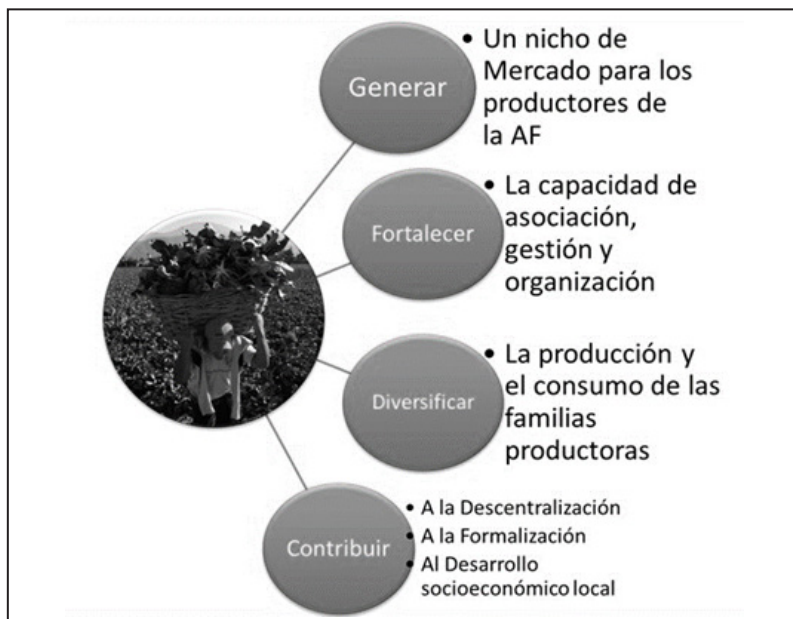 Generar
• Un nicho de
Mercado para los
productores de
la AF
Fortalecer
• La capacidad de
asociación,
gestión y
organización
Diversificar
• La producción y
el consumo de las
familias
productoras
Contribuir
• A la Descentralización
• A la Formalización
• Al Desarrollo
socioeconómico local